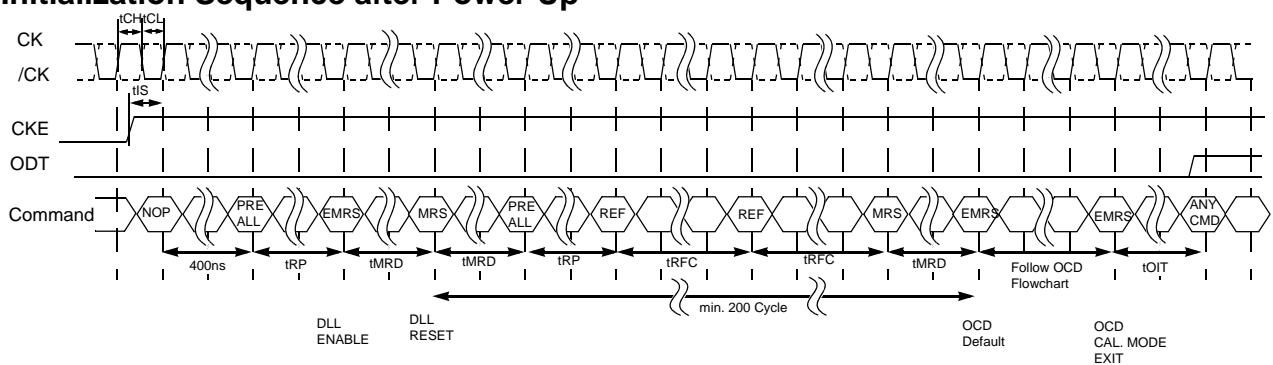 Initialization Sequence after Power Up
tCH tCL
CK
/CK
tIS
CKE
ODT
Command
NOP
PRE
ALL
EMRS
MRS
PRE
ALL
REF
REF
MRS
EMRS
EMRS
ANY
CMD
400ns
tRP
tMRD
tMRD
tRP
tRFC
tRFC
tMRD
Follow OCD
Flowchart
tOIT
min. 200 Cycle
DLL
ENABLE
DLL
RESET
OCD
Default
OCD
CAL. MODE
EXIT